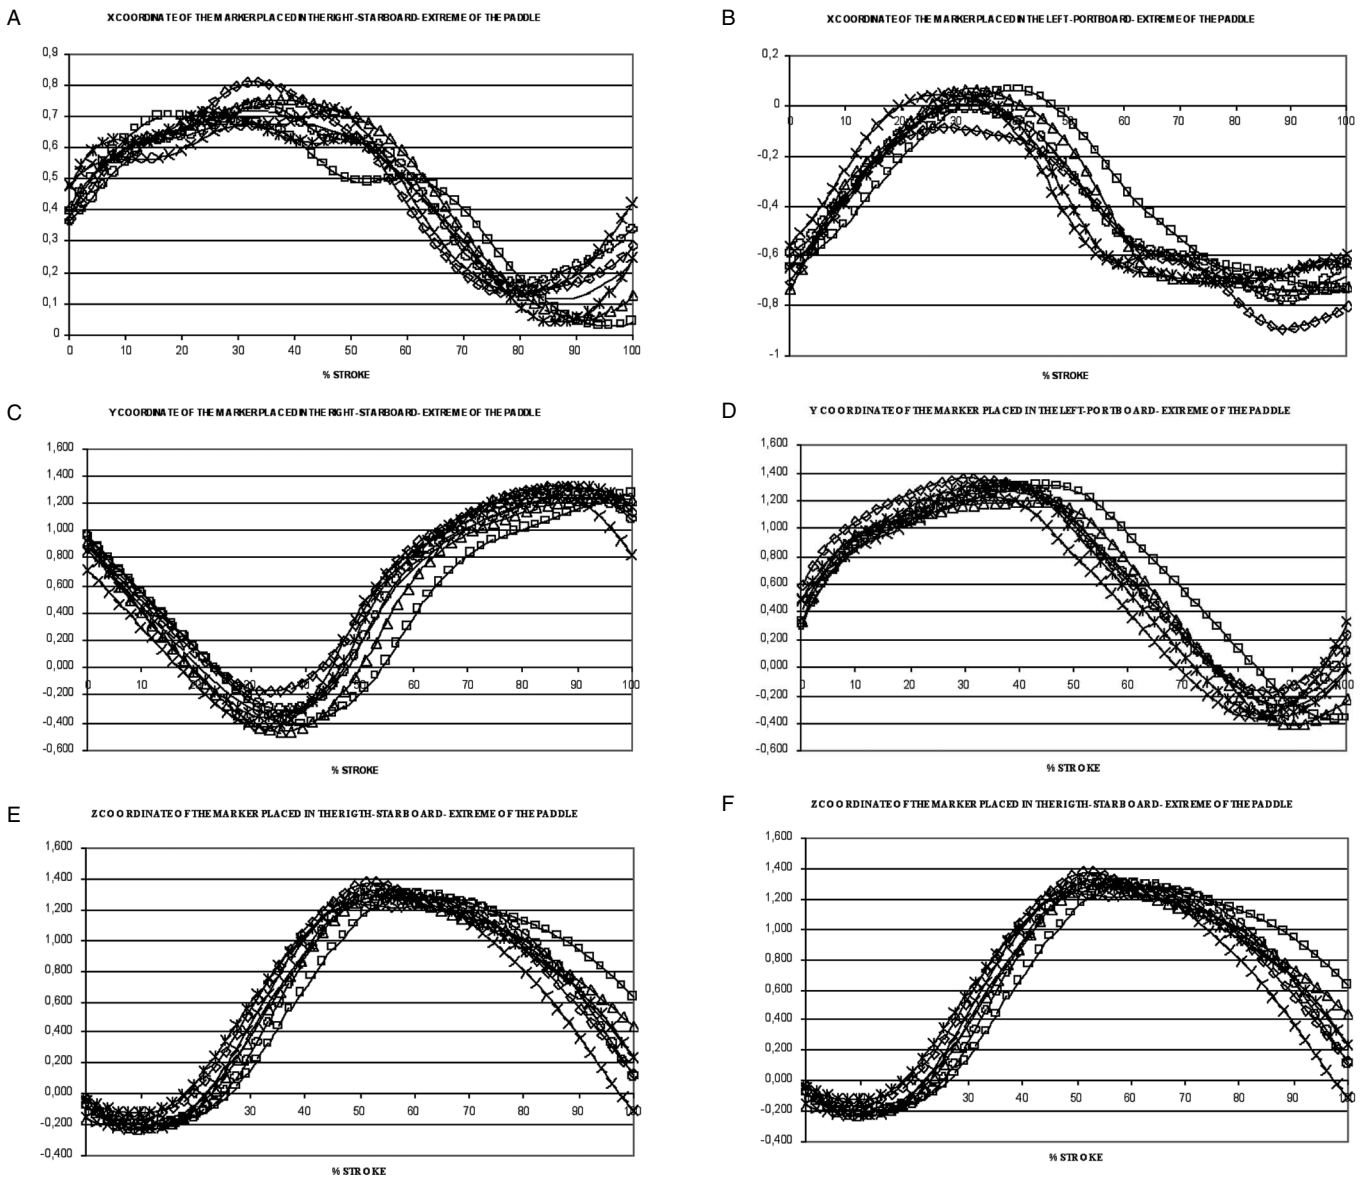 A
X COORDINATE OF THE MARKER PLACED IN THE RIGHT-STARBOARD- EXTREME OF THE PADDLE
0,9
0,8
0,7
0,6
0,5
0,4
0,3
0,2
0,1
0
0 10 20 30 40 50 60 70 80 90 100
% STROKE
B
X COORDINATE OF THE MARKER PLACED IN THE LEFT-PORTBOARD- EXTREME OF THE PADDLE
0,2
0
-0,2
-0,4
-0,6
-0,8
-1
0 10 30 60 70 80 90 100
% STROKE
C
Y COORDINATE OF THE MARKER PLACED IN THE RIGHT-STARBOARD- EXTREME OF THE PADDLE
1,600
1,400
1,200
1,000
0,800
0,600
0,400
0,200
0,000
-0,200
-0,400
-0,600
0 10 60 70 80 90 100
% STROKE
D
Y COORDINATE OF THE MARKER PLACED IN THE LEFT-PORTBOARD- EXTREME OF THE PADDLE
1,600
1,400
1,200
1,000
0,800
0,600
0,400
0,200
0,000
-0,200
-0,400
-0,600
0 10 20 30 40 50 60 70 100
% STROKE
E
Z COORDINATE OF THE MARKER PLACED IN THE RIGTH-STARBOARD- EXTREME OF THE PADDLE
1,600
1,400
1,200
1,000
0,800
0,600
0,400
0,200
0,000
-0,200
-0,400
30 40 50 60 70 80 90
% STROKE
F
Z COORDINATE OF THE MARKER PLACED IN THE RIGTH-STARBOARD- EXTREME OF THE PADDLE
1,600
1,400
1,200
1,000
0,800
0,600
0,400
0,200
0,000
-0,200
-0,400
30 40 50 60 70 80 90
% STROKE